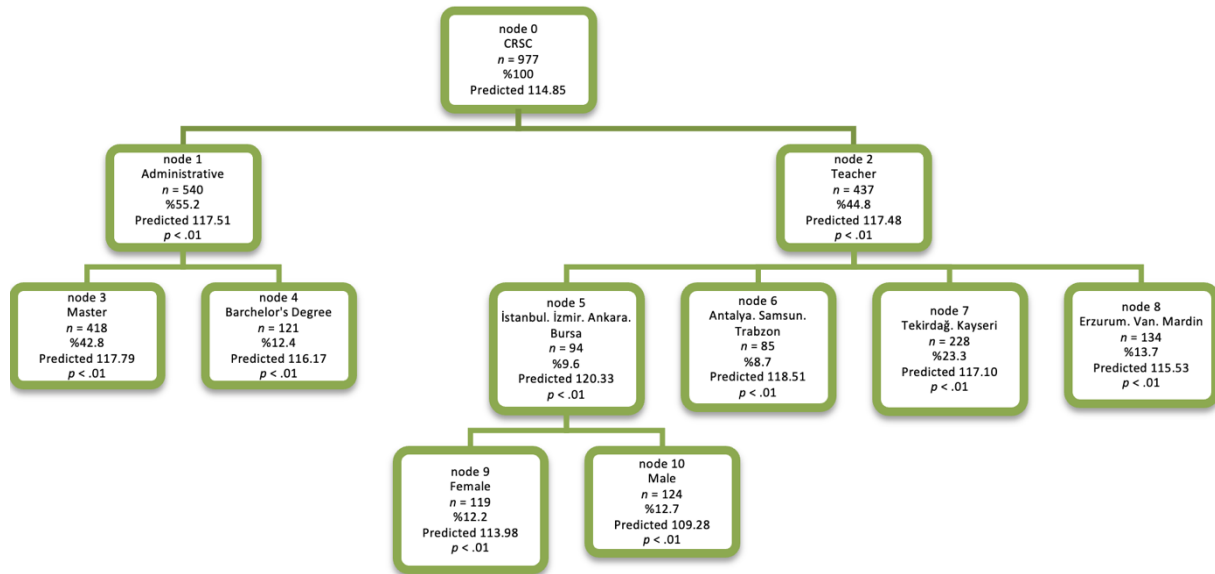 node 0
CRSC
n = 977
%100
Predicted 114.85
node 1
Administrative
n = 540
%55.2
Predicted 117.51
p < .01
node 2
Teacher
n = 437
%44.8
Predicted 117.48
p < .01
node 3
Master
n = 418
%42.8
Predicted 117.79
p < .01
node 4
Barchelor's Degree
n = 121
%12.4
Predicted 116.17
p < .01
node 5
İstanbul. İzmir. Ankara.
Bursa
n = 94
%9.6
Predicted 120.33
p < .01
node 6
Antalya. Samsun.
Trabzon
n = 85
%8.7
Predicted 118.51
p < .01
node 7
Tekirdağ. Kayseri
n = 228
%23.3
Predicted 117.10
p < .01
node 8
Erzurum. Van. Mardin
n = 134
%13.7
Predicted 115.53
p < .01
node 9
Female
n = 119
%12.2
Predicted 113.98
p < .01
node 10
Male
n = 124
%12.7
Predicted 109.28
p < .01